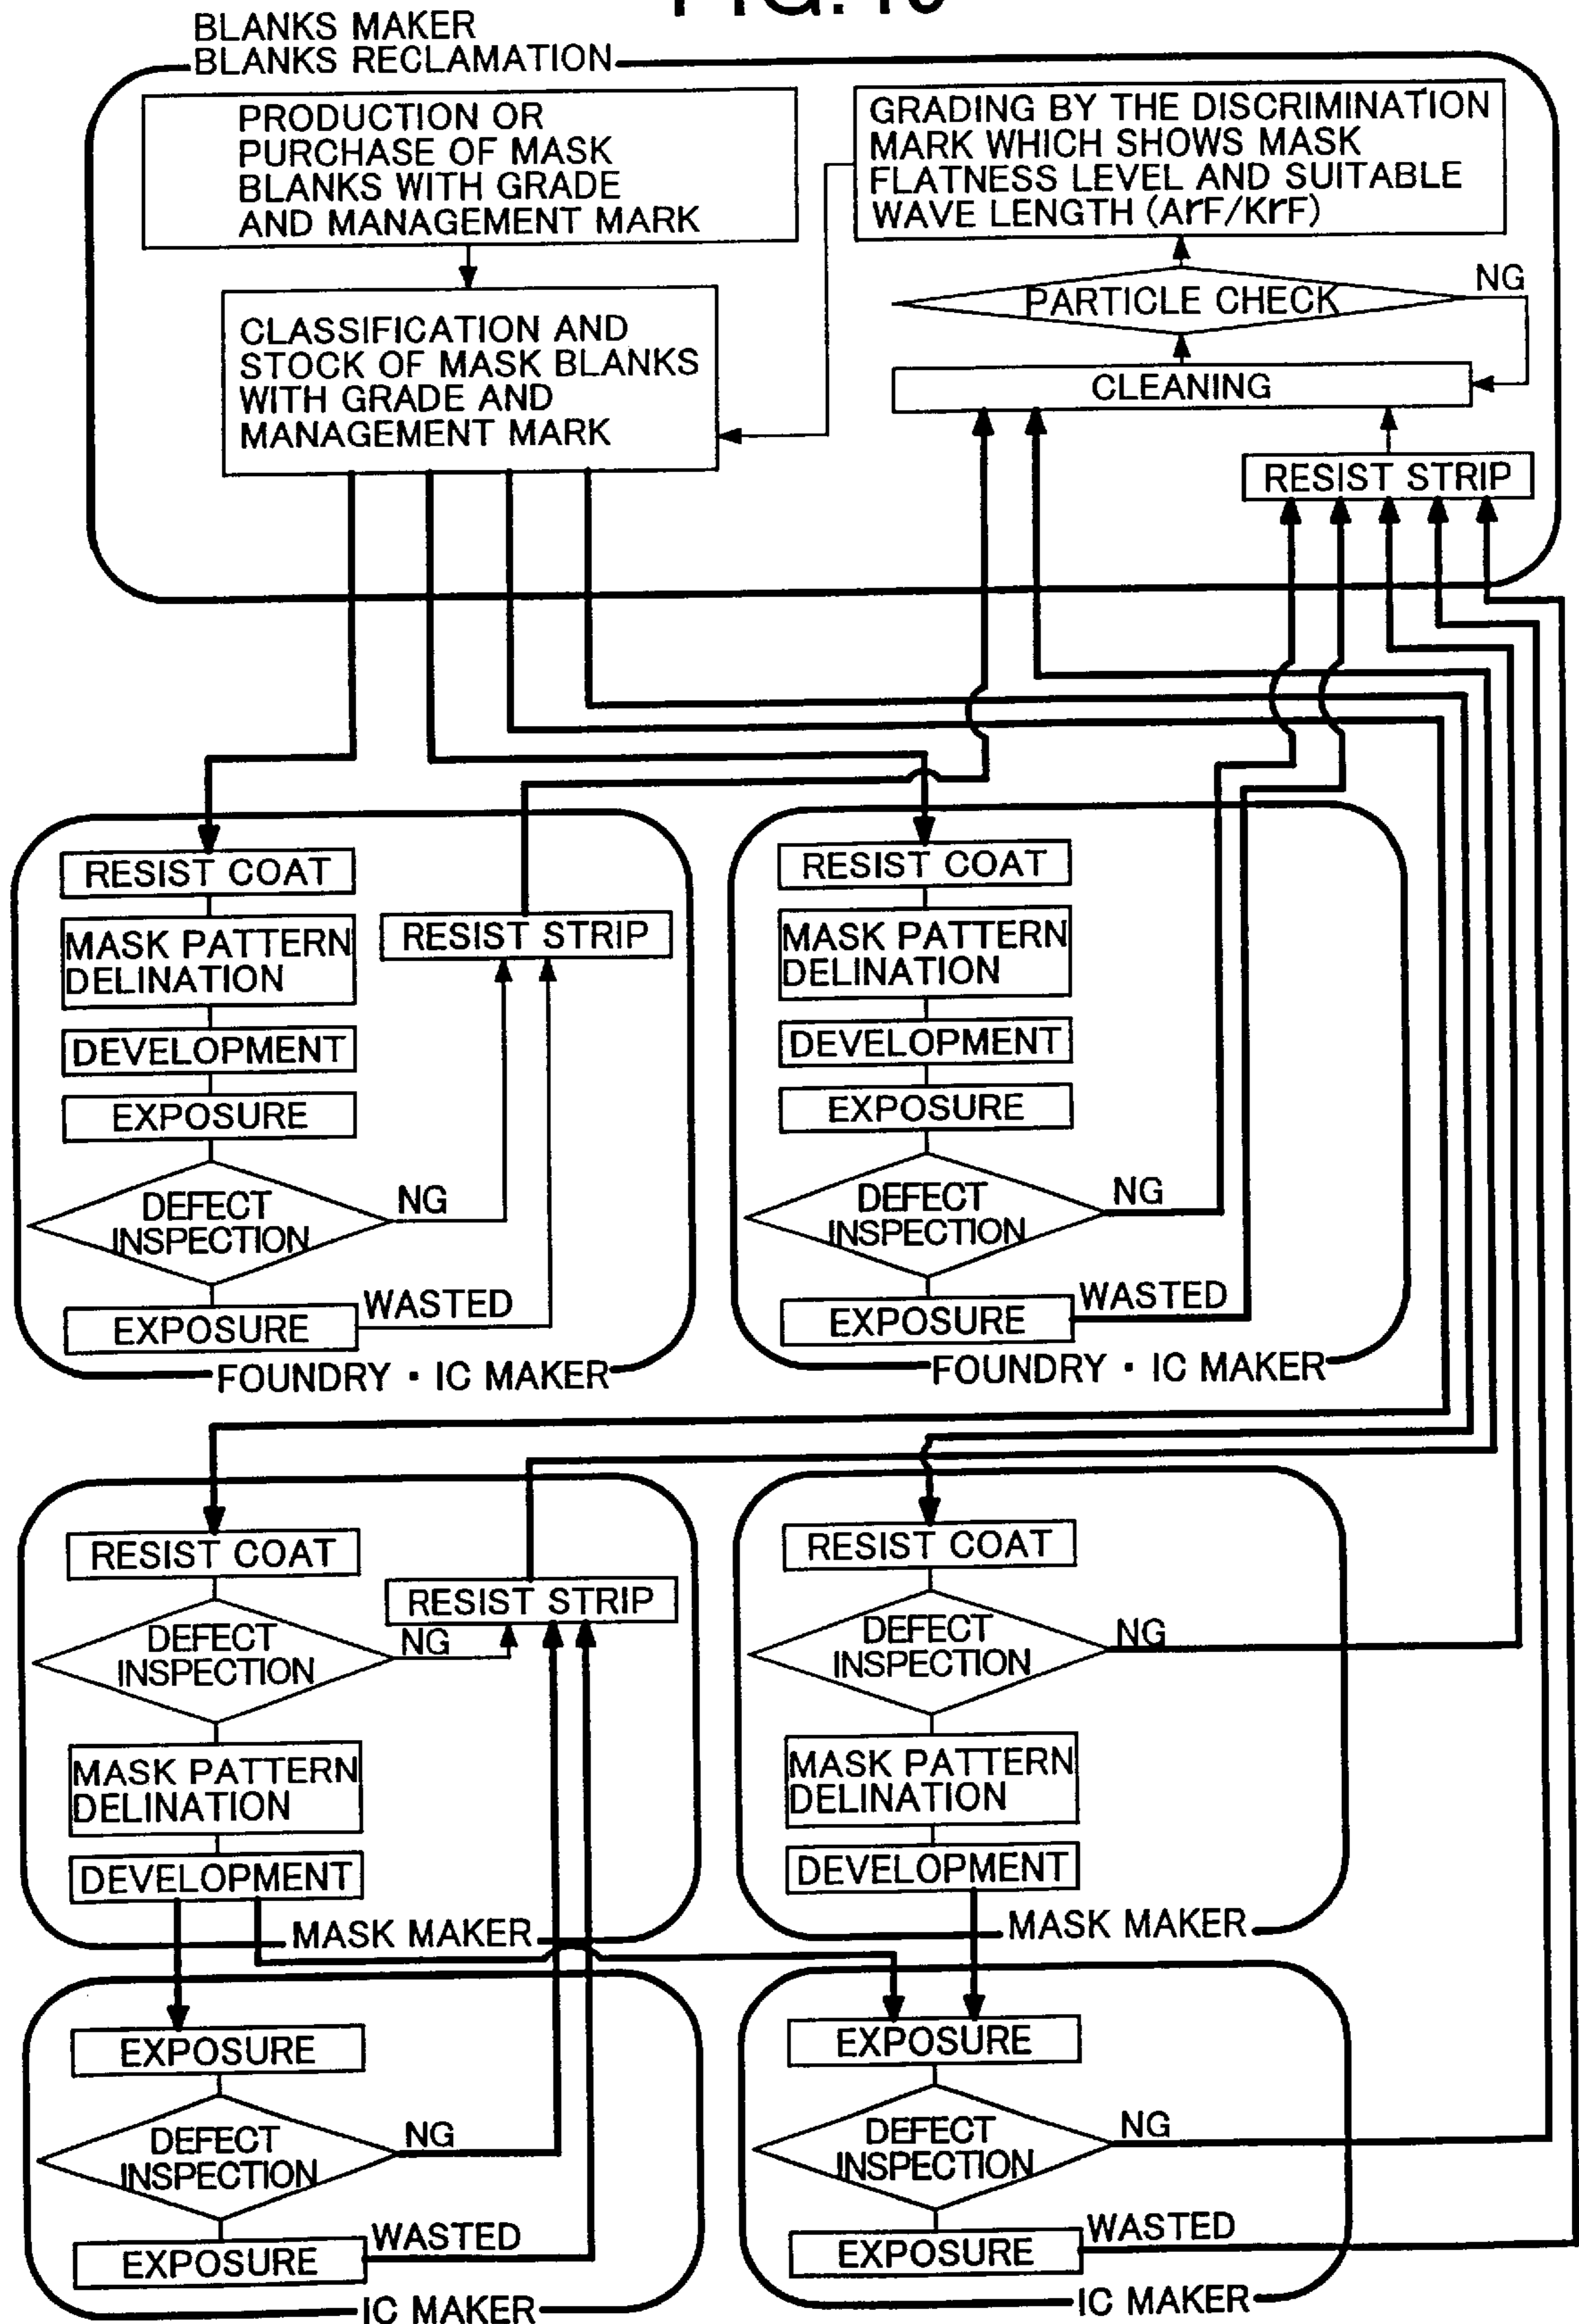 BLANKS MAKER
BLANKS RECLAMATION
PRODUCTION OR
PURCHASE OF MASK
BLANKS WITH GRADE
AND MANAGEMENT MARK
GRADING BY THE DISCRIMINATION
MARK WHICH SHOWS MASK
FLATNESS LEVEL AND SUITABLE
WAVE LENGTH (ArF/KrF)
PARTICLE CHECK
NG
CLASSIFICATION AND
STOCK OF MASK BLANKS
WITH GRADE AND
MANAGEMENT MARK
CLEANING
RESIST STRIP
RESIST COAT
MASK PATTERN
DELINATION
RESIST STRIP
DEVELOPMENT
EXPOSURE
DEFECT
INSPECTION
NG
EXPOSURE
WASTED
FOUNDRY・IC MAKER
RESIST COAT
MASK PATTERN
DELINATION
DEVELOPMENT
EXPOSURE
DEFECT
INSPECTION
NG
EXPOSURE
WASTED
FOUNDRY・IC MAKER
RESIST COAT
RESIST STRIP
DEFECT
INSPECTION
NG
MASK PATTERN
DELINATION
DEVELOPMENT
MASK MAKER
RESIST COAT
DEFECT
INSPECTION
NG
MASK PATTERN
DELINATION
DEVELOPMENT
MASK MAKER
EXPOSURE
DEFECT
INSPECTION
NG
EXPOSURE
WASTED
IC MAKER
EXPOSURE
DEFECT
INSPECTION
NG
EXPOSURE
WASTED
IC MAKER